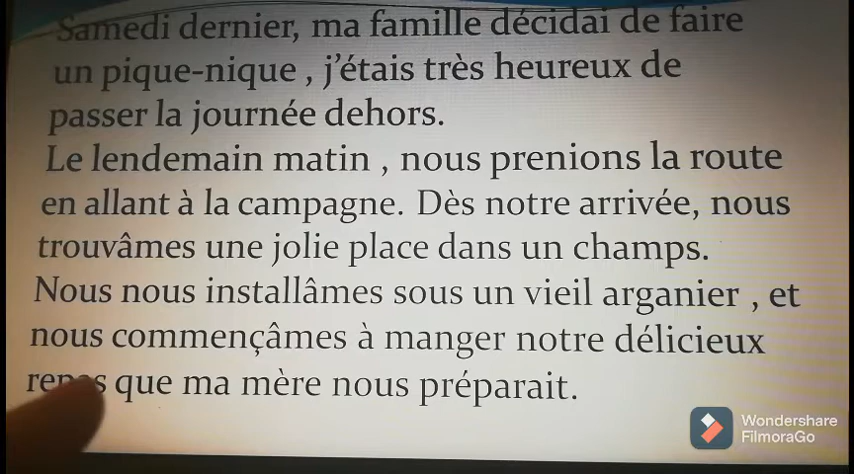 Samedi dernier, ma famille décidai de faire
un pique-nique , j'étais très heureux de
passer la journée dehors.
Le lendemain matin , nous prenions la route
en allant à la campagne. Dès notre arrivée, nous
trouvâmes une jolie place dans un champs.
Nous nous installâmes sous un vieil arganier , et
nous commençâmes à manger notre délicieux
repas que ma mère nous préparait.
Wondershare
FilmoraGo